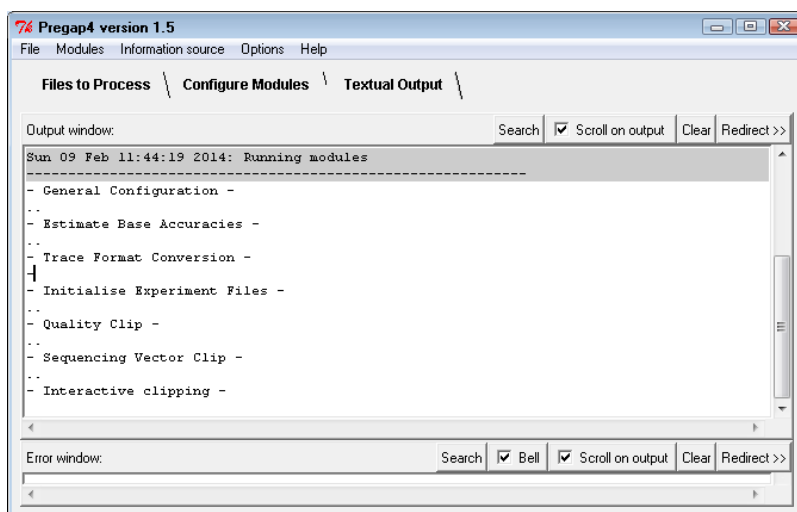 Pregap4 version 1.5
File Modules Information source Options Help
Files to Process \ Configure Modules \ Textual Output \
Output window: Search Scroll on output Clear Redirect >>
Sun 09 Feb 11:44:19 2014: Running modules
------------------------------------------------------------
- General Configuration -
..
- Estimate Base Accuracies -
..
- Trace Format Conversion -
-
- Initialise Experiment Files -
..
- Quality Clip -
..
- Sequencing Vector Clip -
..
- Interactive clipping -
Error window: Search Bell Scroll on output Clear Redirect >>